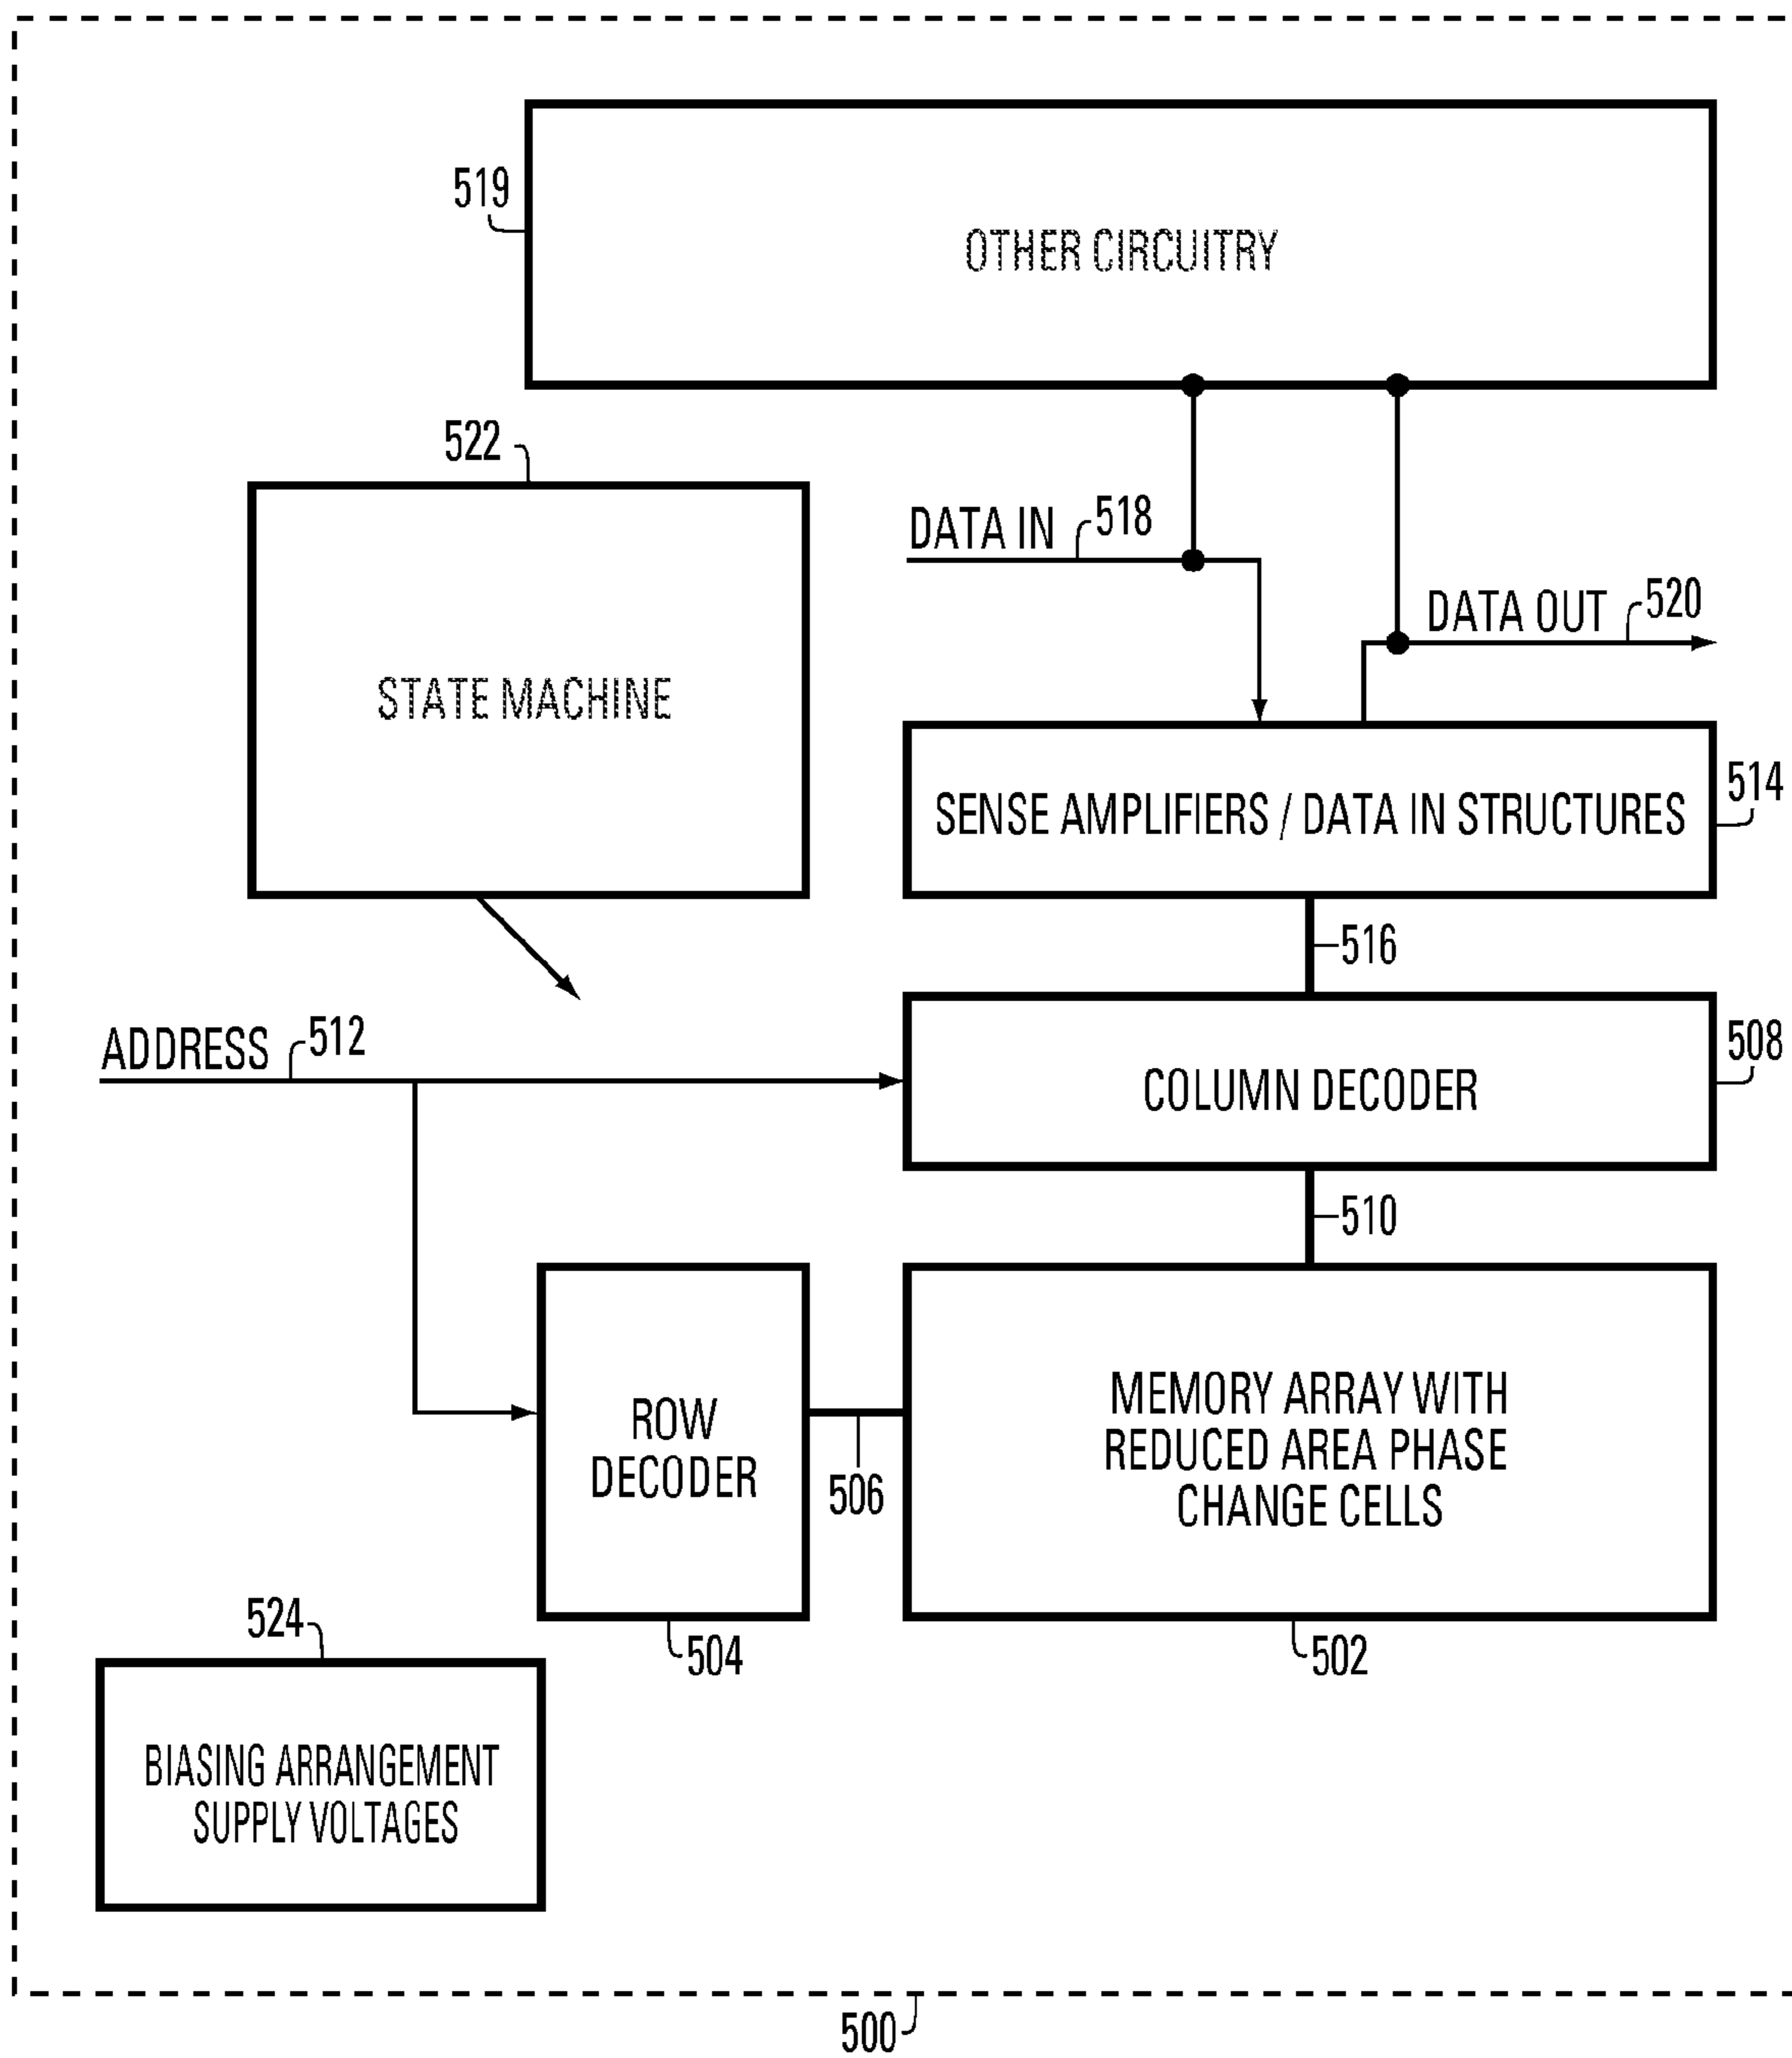 519
OTHER CIRCUITRY
522
DATA IN
518
DATA OUT
520
STATE MACHINE
SENSE AMPLIFIERS / DATA IN STRUCTURES
514
516
ADDRESS
512
COLUMN DECODER
508
510
ROW
DECODER
506
MEMORY ARRAY WITH
REDUCED AREA PHASE
CHANGE CELLS
504
502
524
BIASING ARRANGEMENT
SUPPLY VOLTAGES
500